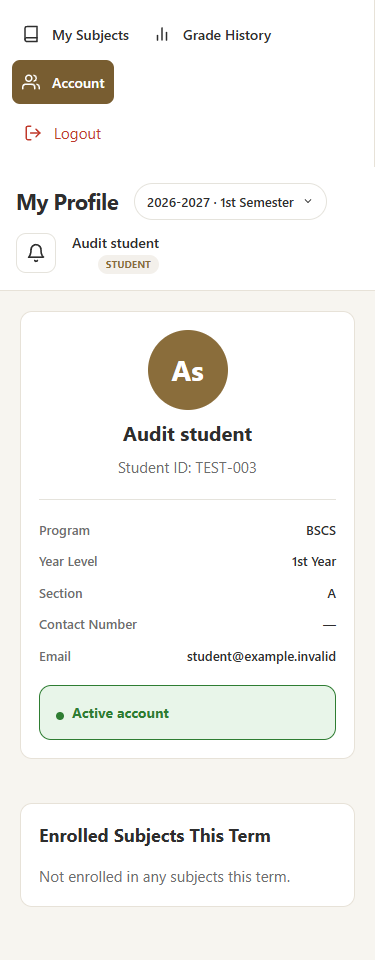 My Subjects
Grade History
Account
Logout
My Profile
2026-2027 · 1st Semester
Audit student
STUDENT
As
Audit student
Student ID: TEST-003
Program BSCS
Year Level 1st Year
Section A
Contact Number —
Email student@example.invalid
Active account
Enrolled Subjects This Term
Not enrolled in any subjects this term.